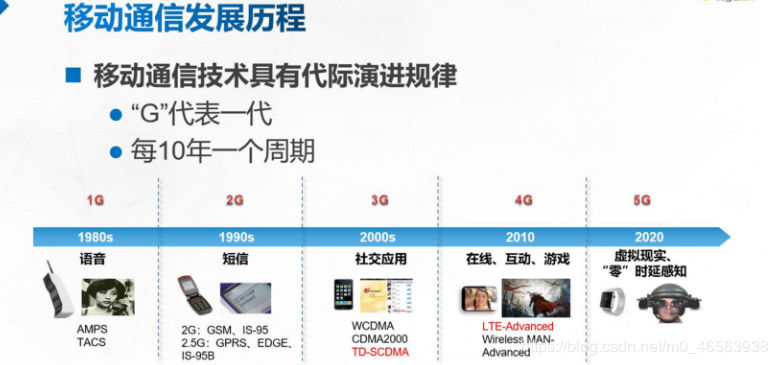 移动通信发展历程
移动通信技术具有代际演进规律
“G”代表一代
每10年一个周期
1G
2G
3G
4G
5G
1980s
1990s
2000s
2010
2020
语音
短信
社交应用
在线、互动、游戏
虚拟现实、
“零”时延感知
AMPS
TACS
2G：GSM，IS-95
2.5G：GPRS、EDGE、
IS-95B
WCDMA
CDMA2000
TD-SCDMA
LTE-Advanced
Wireless MAN-
Advanced
https://blog.csdn.net/m0_46563938